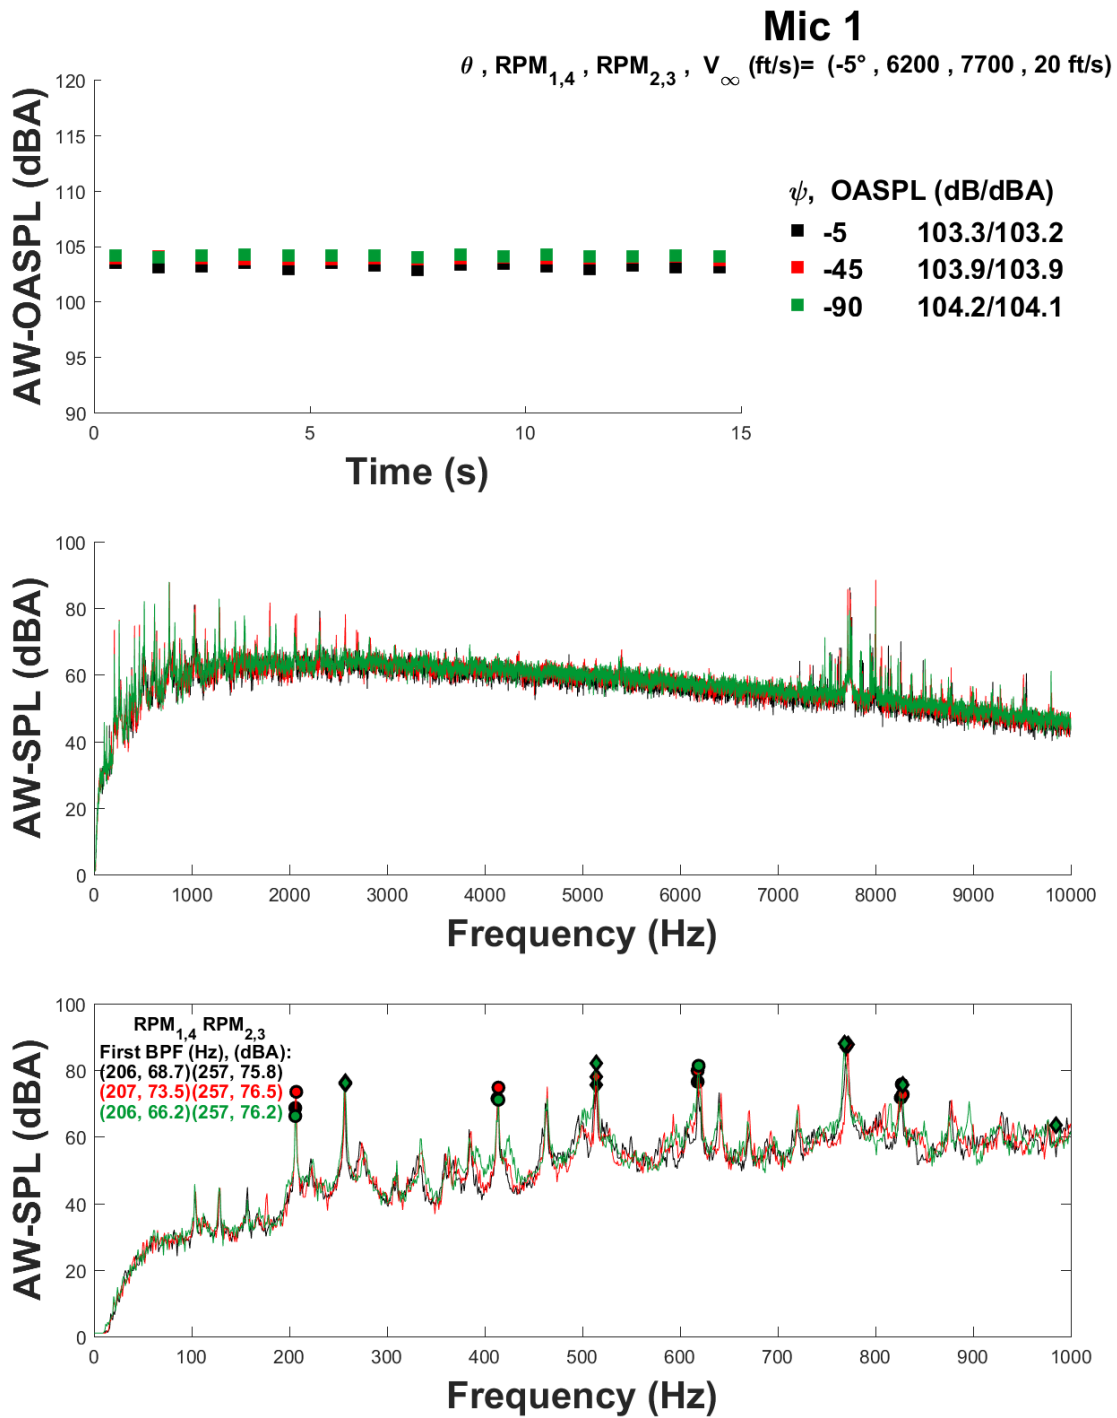 Mic 1
θ , RPM1,4 , RPM2,3 , V∞ (ft/s)= (-5° , 6200 , 7700 , 20 ft/s)
120
115
110
105
100
95
90
AW-OASPL (dBA)
0 5 10 15
Time (s)
ψ, OASPL (dB/dBA)
-5 103.3/103.2
-45 103.9/103.9
-90 104.2/104.1
100
80
60
40
20
0
AW-SPL (dBA)
0 1000 2000 3000 4000 5000 6000 7000 8000 9000 10000
Frequency (Hz)
100
80
60
40
20
0
AW-SPL (dBA)
RPM1,4 RPM2,3
First BPF (Hz), (dBA):
(206, 68.7)(257, 75.8)
(207, 73.5)(257, 76.5)
(206, 66.2)(257, 76.2)
0 100 200 300 400 500 600 700 800 900 1000
Frequency (Hz)